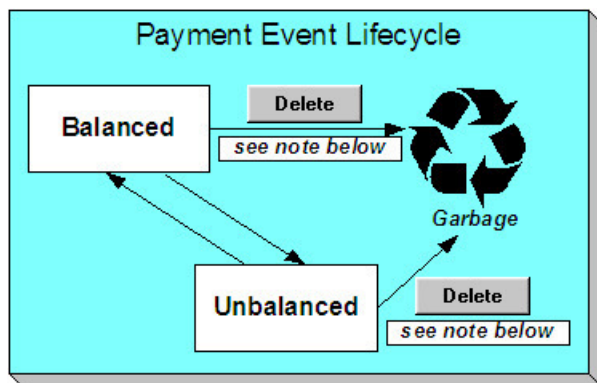 Payment Event Lifecycle
Delete
Balanced
see note below
Garbage
Unbalanced
Delete
see note below